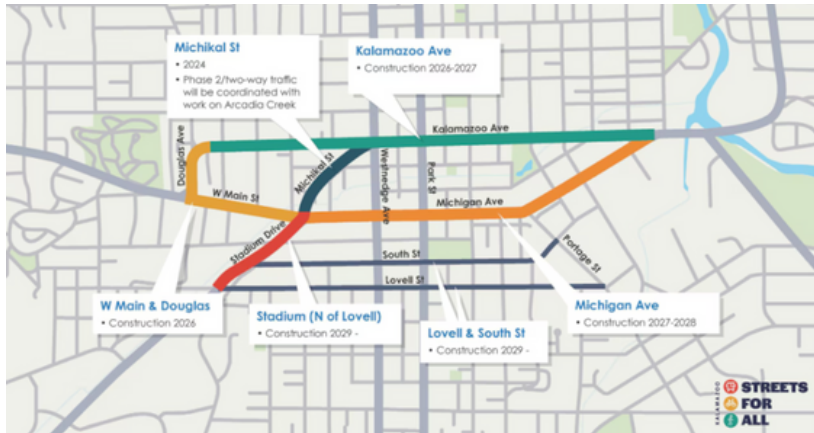 Michikal St
• 2024
• Phase 2/two-way traffic
will be coordinated with
work on Arcadia Creek
Kalamazoo Ave
• Construction 2026-2027
Kalamazoo Ave
Douglas Ave
W Main St
Michikal St
Westnedge Ave
Park St
Michigan Ave
Stadium Drive
South St
Portage St
Lovell St
W Main & Douglas
• Construction 2026
Stadium (N of Lovell)
• Construction 2029 -
Lovell & South St
• Construction 2029 -
Michigan Ave
• Construction 2027-2028
KALAMAZOO
STREETS
FOR
ALL